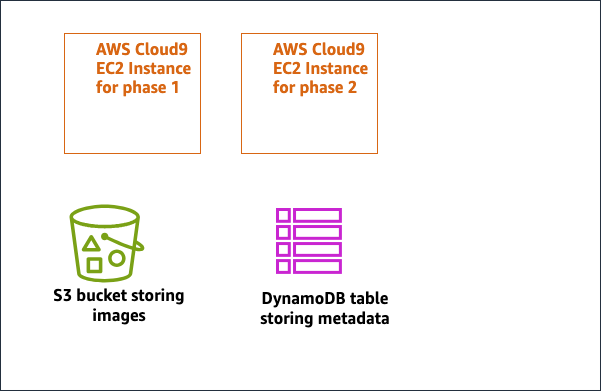 AWS Cloud9
EC2 Instance
for phase 1
AWS Cloud9
EC2 Instance
for phase 2
S3 bucket storing
images
DynamoDB table
storing metadata